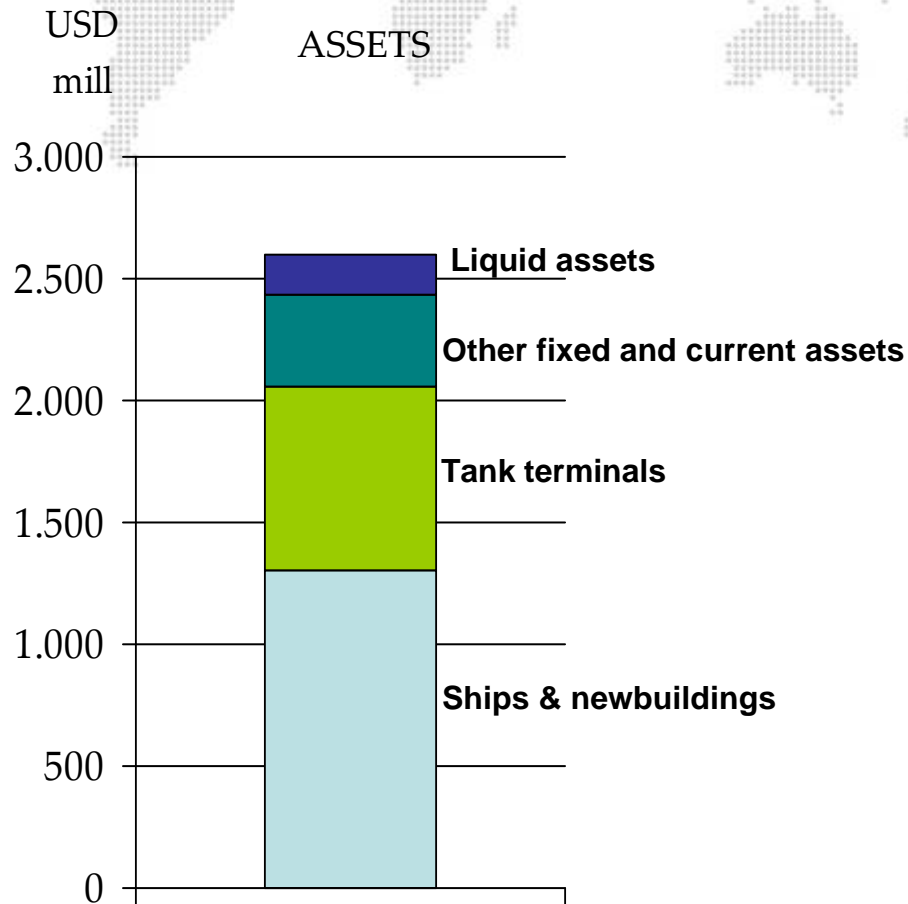 USD
mill
ASSETS
3.000
Liquid assets
2.500
Other fixed and current assets
2.000
Tank terminals
1.500
1.000
Ships & newbuildings
500
0